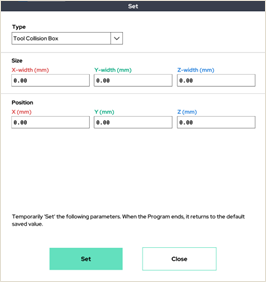 Set
Type
Tool Collision Box
Size
X-width (mm) Y-width (mm) Z-width (mm)
0.00 0.00 0.00
Position
X (mm) Y (mm) Z (mm)
0.00 0.00 0.00
Temporarily 'Set' the following parameters. When the Program ends, it returns to the default
saved value.
Set Close